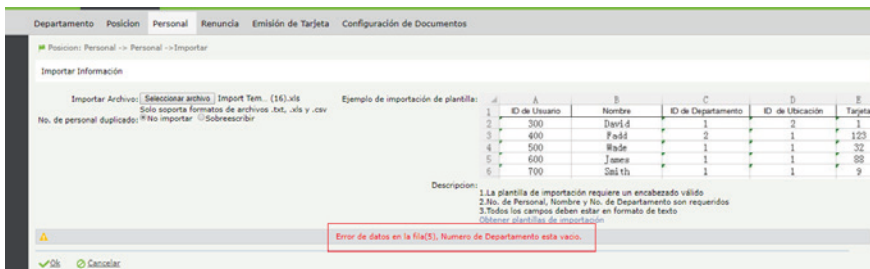 Departamento Posicion Personal Renuncia Emisión de Tarjeta Configuración de Documentos
Posicion: Personal -> Personal ->Importar
Importar Información
Importar Archivo: Seleccionar archivo Import Tem... (16).xls
Solo soporta formatos de archivos .txt, .xls y .csv
No. de personal duplicado: No importar Sobreescribir
Ejemplo de importación de plantilla:
A B C D E
1 ID de Usuario Nombre ID de Departamento ID de Ubicación Tarjeta
2 300 David 1 2 1
3 400 Fadd 2 1 123
4 500 Wade 1 1 32
5 600 James 1 1 88
6 700 Smith 1 1 9
Descripcion:
1.La plantilla de importación requiere un encabezado válido
2.No. de Personal, Nombre y No. de Departamento son requeridos
3.Todos los campos deben estar en formato de texto
Obtener plantillas de importación
Error de datos en la fila(5), Numero de Departamento esta vacio.
Ok Cancelar